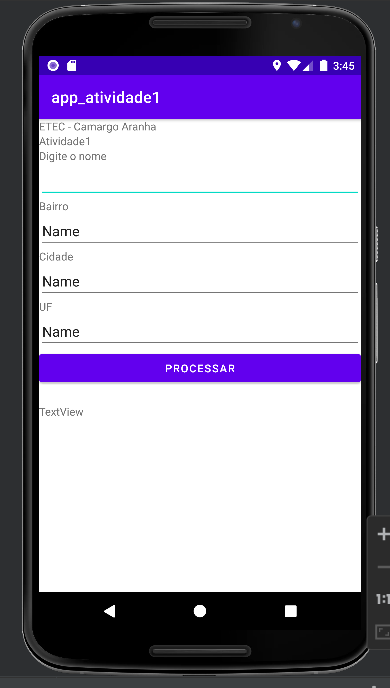 3:45
app_atividade1
ETEC - Camargo Aranha
Atividade1
Digite o nome
Bairro
Name
Cidade
Name
UF
Name
PROCESSAR
TextView
1:1